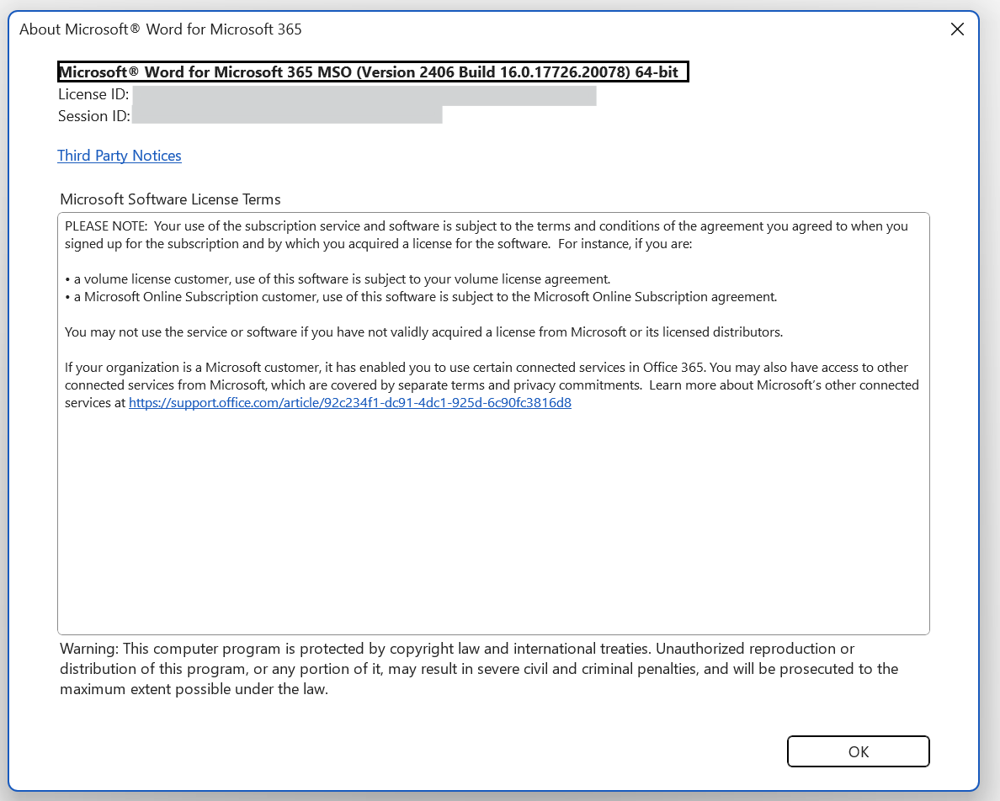 About Microsoft® Word for Microsoft 365
Microsoft® Word for Microsoft 365 MSO (Version 2406 Build 16.0.17726.20078) 64-bit
License ID:
Session ID:
Third Party Notices
Microsoft Software License Terms
PLEASE NOTE:  Your use of the subscription service and software is subject to the terms and conditions of the agreement you agreed to when you
signed up for the subscription and by which you acquired a license for the software.  For instance, if you are:
• a volume license customer, use of this software is subject to your volume license agreement.
• a Microsoft Online Subscription customer, use of this software is subject to the Microsoft Online Subscription agreement.
You may not use the service or software if you have not validly acquired a license from Microsoft or its licensed distributors.
If your organization is a Microsoft customer, it has enabled you to use certain connected services in Office 365. You may also have access to other
connected services from Microsoft, which are covered by separate terms and privacy commitments.  Learn more about Microsoft’s other connected
services at https://support.office.com/article/92c234f1-dc91-4dc1-925d-6c90fc3816d8
Warning: This computer program is protected by copyright law and international treaties. Unauthorized reproduction or
distribution of this program, or any portion of it, may result in severe civil and criminal penalties, and will be prosecuted to the
maximum extent possible under the law.
OK